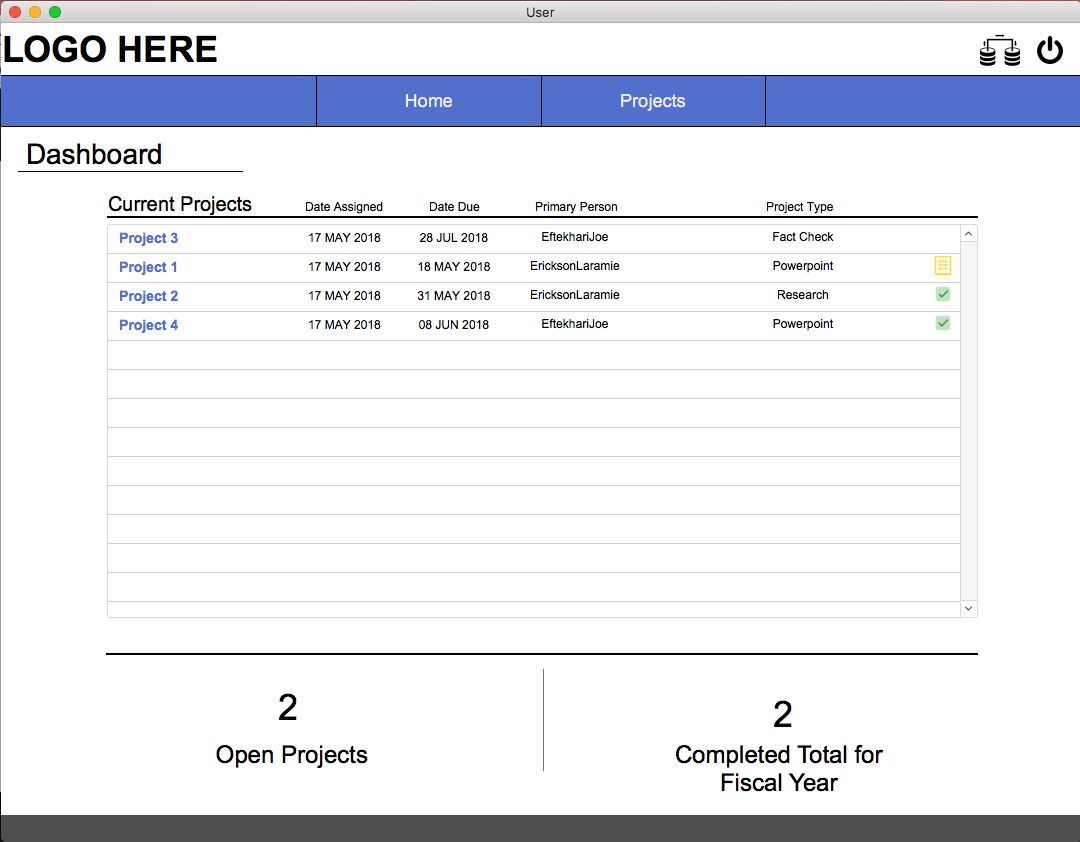 User
LOGO HERE
Home Projects
Dashboard
Current Projects Date Assigned Date Due Primary Person Project Type
Project 3 17 MAY 2018 28 JUL 2018 EftekhariJoe Fact Check
Project 1 17 MAY 2018 18 MAY 2018 EricksonLaramie Powerpoint
Project 2 17 MAY 2018 31 MAY 2018 EricksonLaramie Research
Project 4 17 MAY 2018 08 JUN 2018 EftekhariJoe Powerpoint
2
Open Projects
2
Completed Total for
Fiscal Year